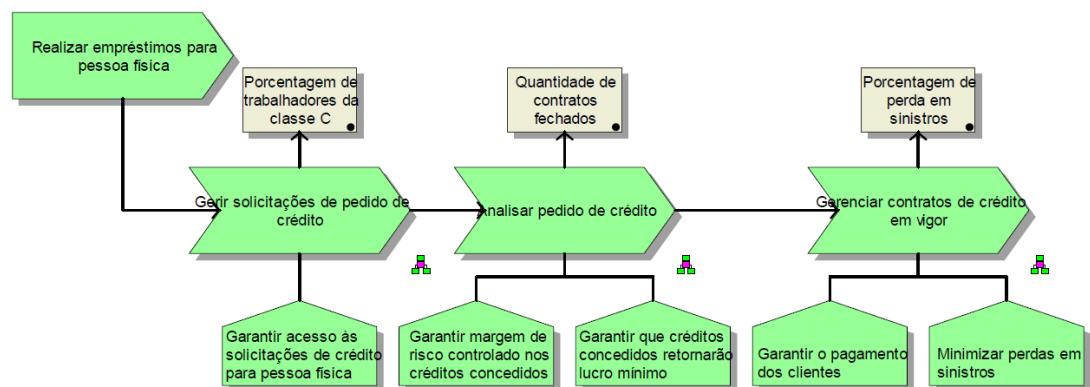 Realizar empréstimos para
pessoa física
Porcentagem de
trabalhadores da
classe C
Quantidade de
contratos
fechados
Porcentagem de
perda em
sinistros
Gerir solicitações de pedido de
crédito
Analisar pedido de crédito
Gerenciar contratos de crédito
em vigor
Garantir acesso às
solicitações de crédito
para pessoa física
Garantir margem de
risco controlado nos
créditos concedidos
Garantir que créditos
concedidos retornarão
lucro mínimo
Garantir o pagamento
dos clientes
Minimizar perdas em
sinistros